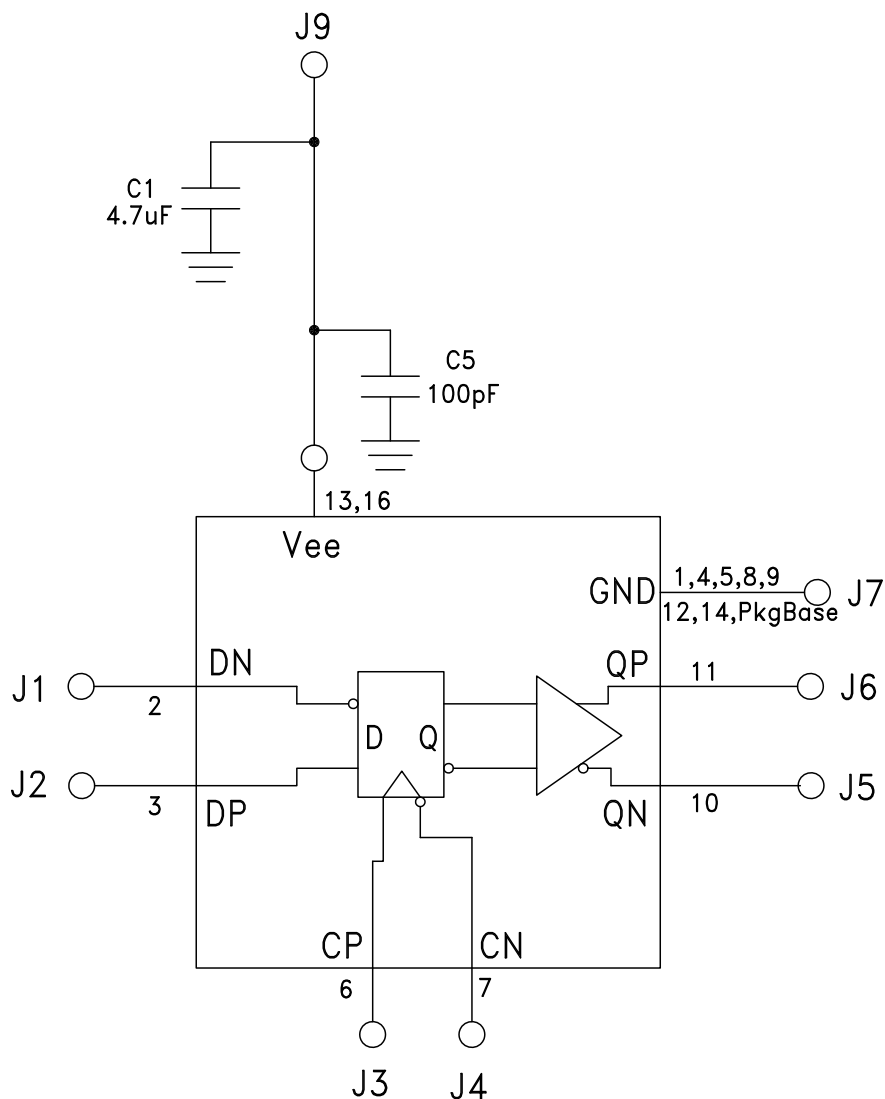 J9
C1
4.7uF
C5
100pF
13,16
Vee
GND
1,4,5,8,9
J7
12,14,PkgBase
DN
QP
11
J1
2
J6
D
Q
J2
3
DP
QN
10
J5
CP
CN
6
7
J3
J4